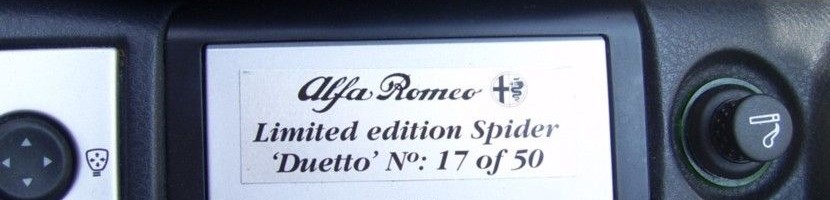 Alfa Romeo
Limited edition Spider
'Duetto' Nº: 17 of 50